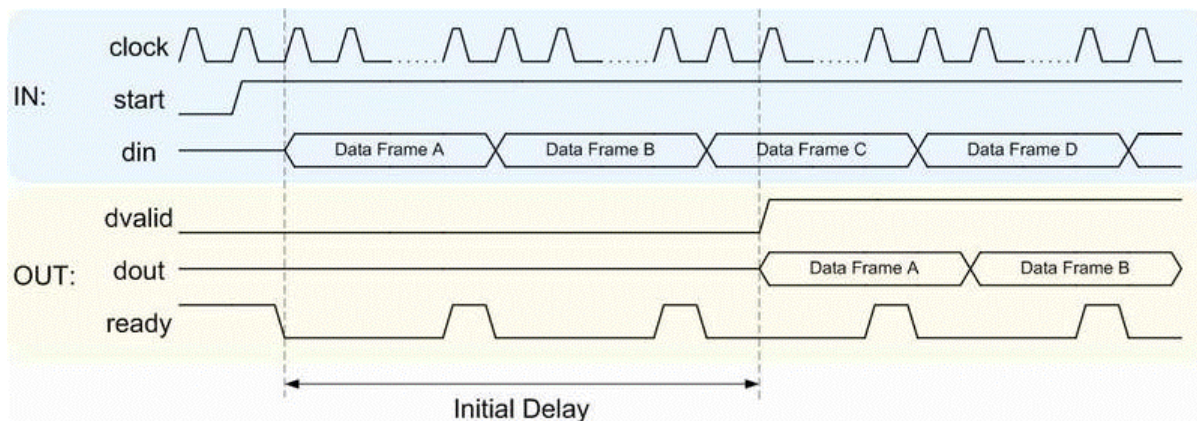 clock
IN:
start
din
Data Frame A
Data Frame B
Data Frame C
Data Frame D
dvalid
OUT:
dout
Data Frame A
Data Frame B
ready
Initial Delay